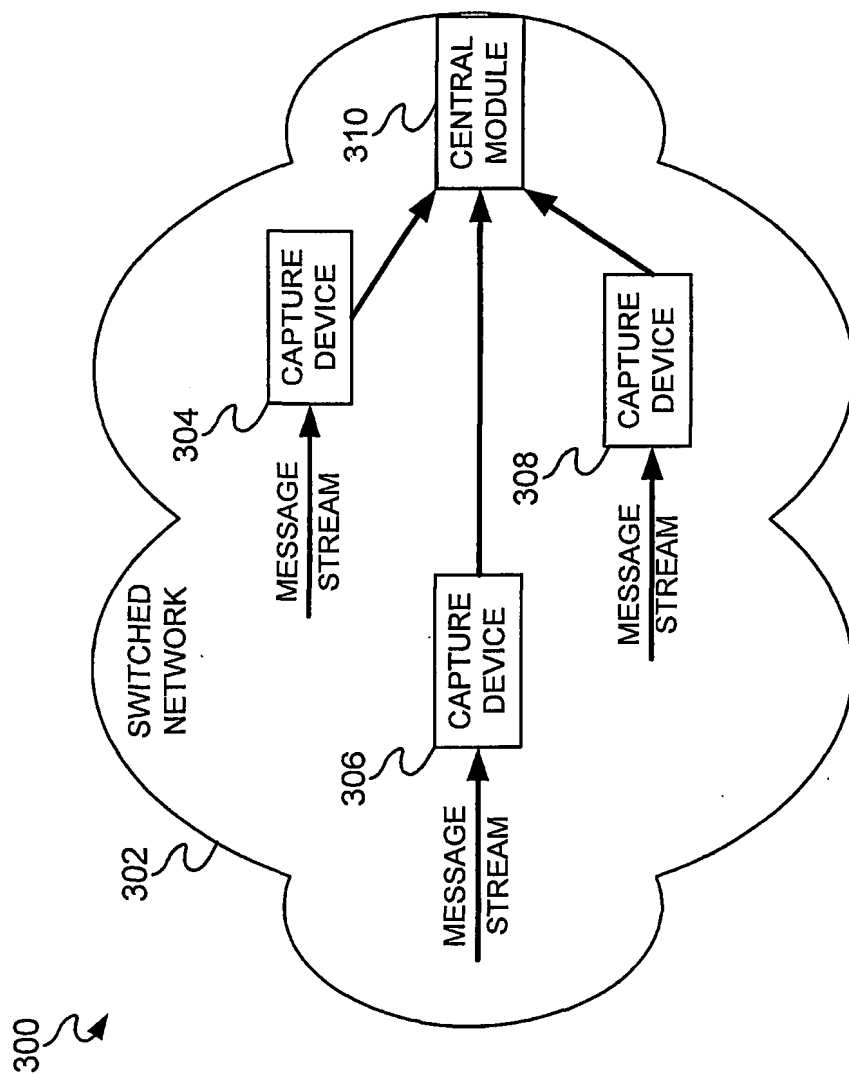 300
302
SWITCHED
NETWORK
MESSAGE
STREAM
304
CAPTURE
DEVICE
310
CENTRAL
MODULE
MESSAGE
STREAM
306
CAPTURE
DEVICE
MESSAGE
STREAM
308
CAPTURE
DEVICE